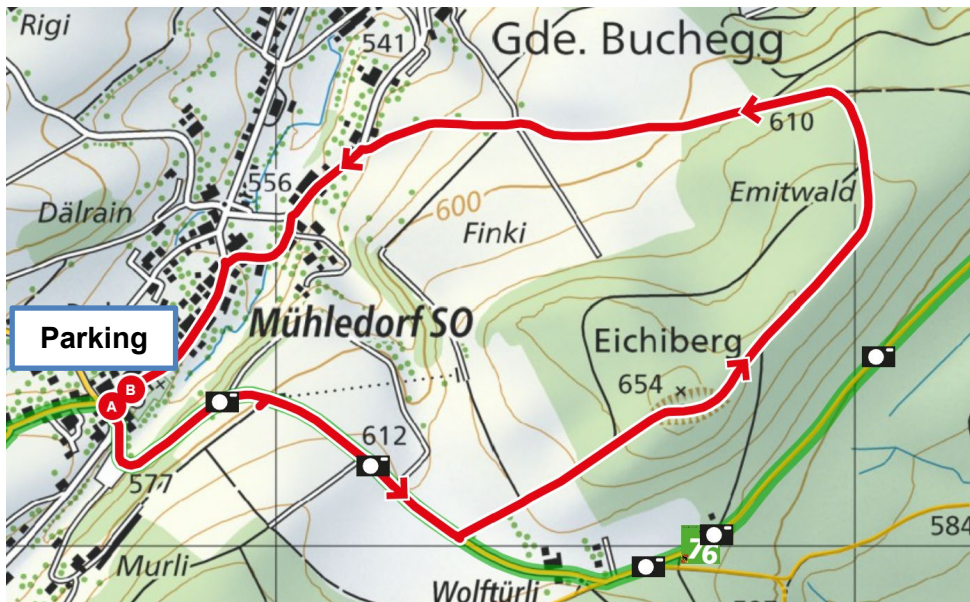 Rigi
541
Gde. Buchegg
610
556
Emitwald
Dälrain
600
Finki
Parking
Mühledorf SO
Eichiberg
B
654
A
612
577
584
76
Murli
Wolftürli